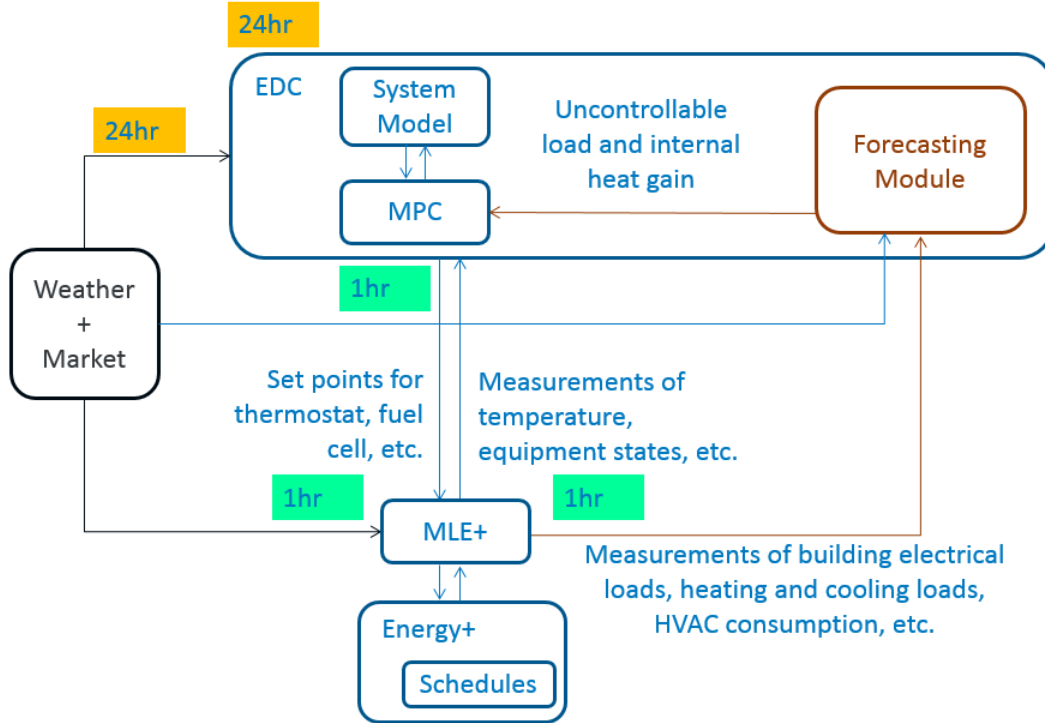 24hr
EDC
System
Model
24hr
Uncontrollable
load and internal
heat gain
Forecasting
Module
MPC
1hr
Weather
+
Market
Set points for
thermostat, fuel
cell, etc.
Measurements of
temperature,
equipment states, etc.
1hr
1hr
MLE+
Measurements of building electrical
loads, heating and cooling loads,
HVAC consumption, etc.
Energy+
Schedules